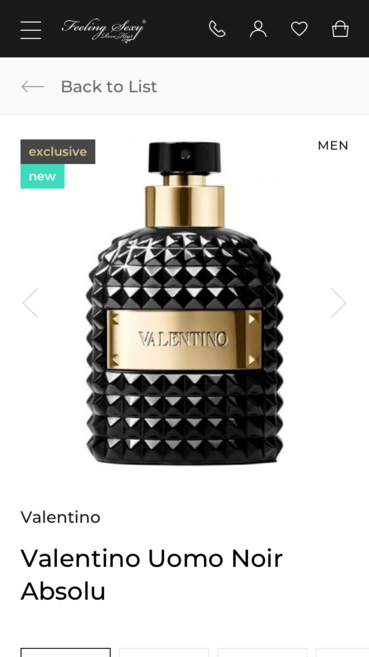 Feeling Sexy
Back to List
exclusive
MEN
new
VALENTINO
Valentino
Valentino Uomo Noir
Absolu